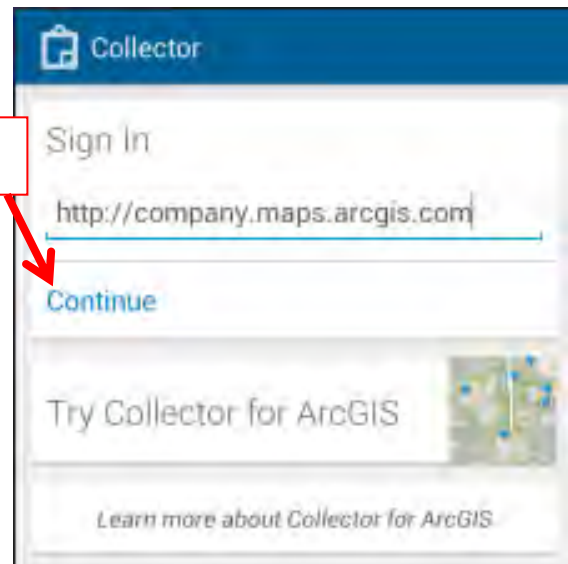 Collector
Sign In
http://company.maps.arcgis.com
Continue
Try Collector for ArcGIS
Learn more about Collector for ArcGIS